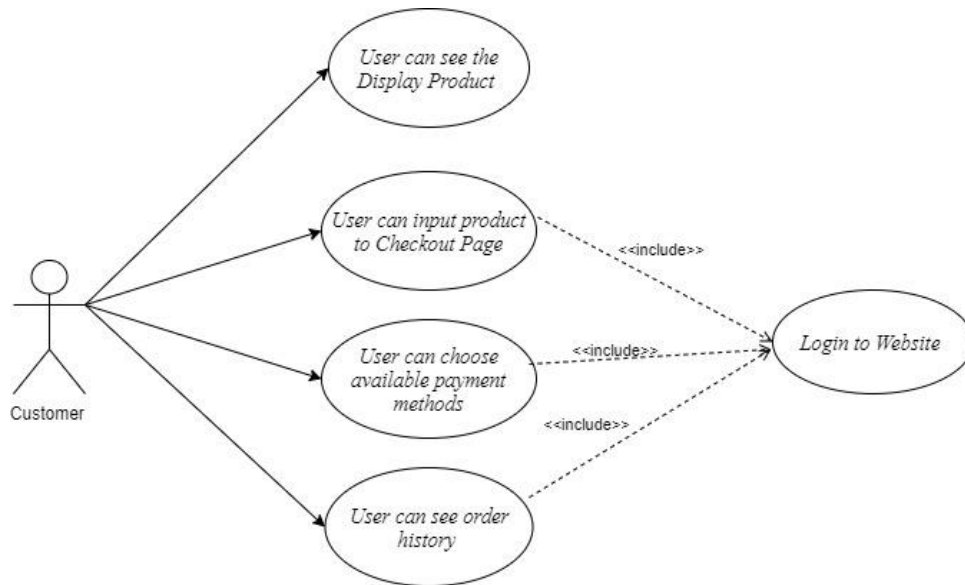 User can see the
Display Product
User can input product
to Checkout Page
<<include>>
Login to Website
<<include>>
User can choose
available payment
methods
Customer
<<include>>
User can see order
history